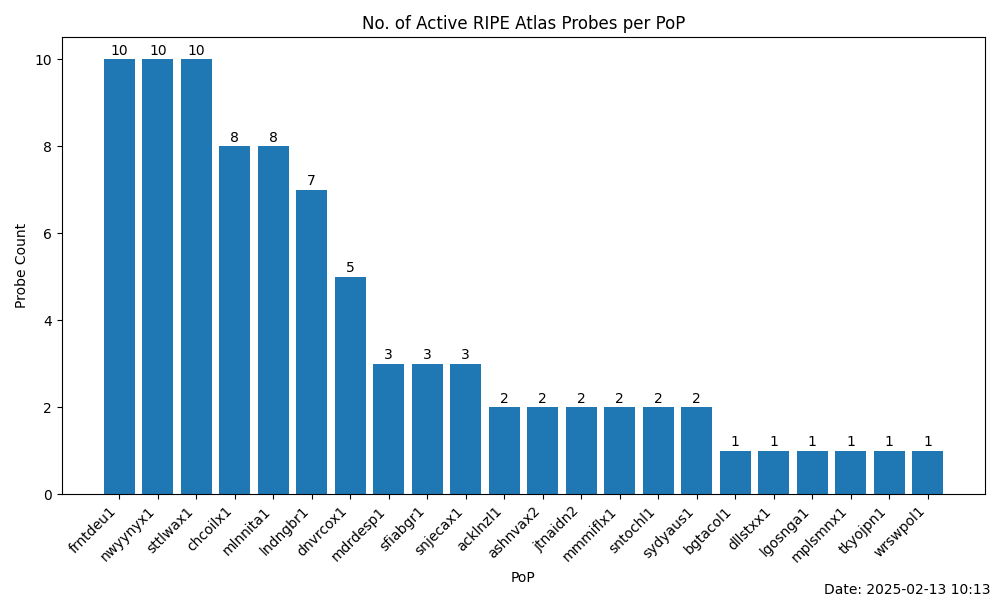 No. of Active RIPE Atlas Probes per PoP
Probe Count
10
8
6
4
2
0
10 10 10 8 8 7 5 3 3 3 2 2 2 2 2 2 1 1 1 1 1 1
frntdeu1
nwyynyx1
sttlwax1
chcoilx1
mlnnita1
lndngbr1
dnvrcox1
mdrdesp1
sfiabgr1
snjecax1
acklnzl1
ashnvax2
jtnaidn2
mmmiflx1
sntochl1
sydyaus1
bgtacol1
dllstxx1
lgosnga1
mplsmnx1
tkyojpn1
wrswpol1
PoP
Date: 2025-02-13 10:13